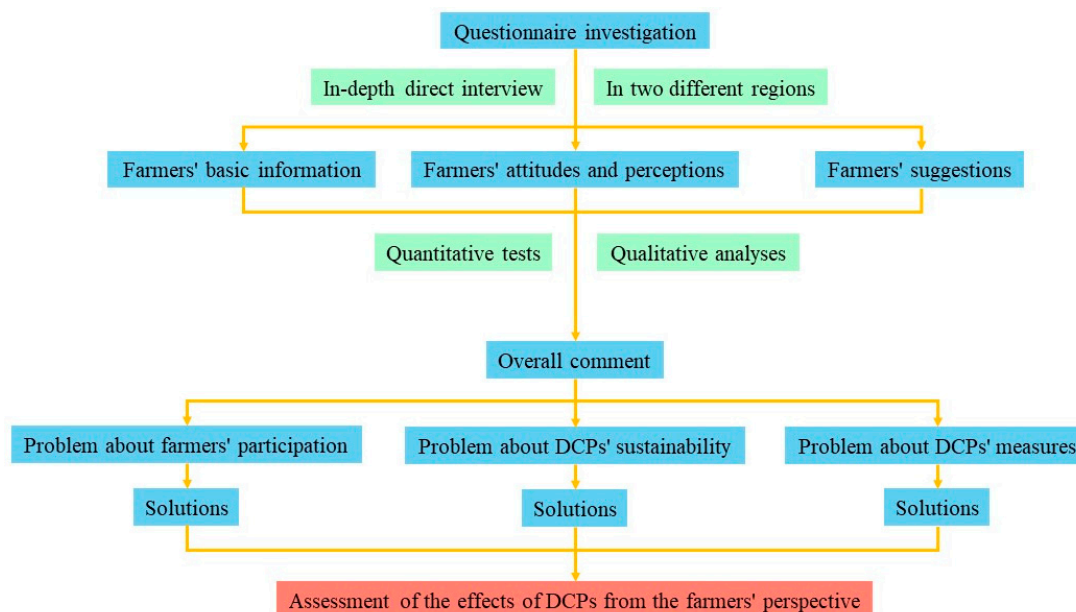 Questionnaire investigation
In-depth direct interview
In two different regions
Farmers' basic information
Farmers' attitudes and perceptions
Farmers' suggestions
Quantitative tests
Qualitative analyses
Overall comment
Problem about farmers' participation
Problem about DCPs' sustainability
Problem about DCPs' measures
Solutions
Solutions
Solutions
Assessment of the effects of DCPs from the farmers' perspective